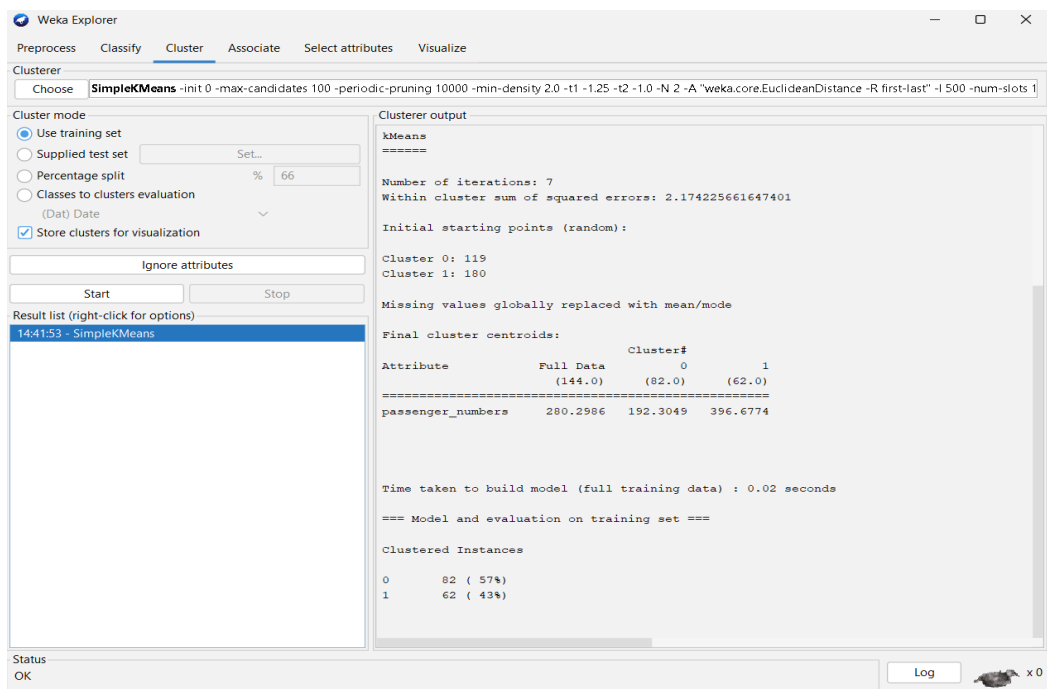 Weka Explorer
Preprocess Classify Cluster Associate Select attributes Visualize
Clusterer
Choose SimpleKMeans -init 0 -max-candidates 100 -periodic-pruning 10000 -min-density 2.0 -t1 -1.25 -t2 -1.0 -N 2 -A "weka.core.EuclideanDistance -R first-last" -I 500 -num-slots 1
Cluster mode
Use training set
Supplied test set Set...
Percentage split % 66
Classes to clusters evaluation
(Dat) Date
Store clusters for visualization
Ignore attributes
Start Stop
Result list (right-click for options)
14:41:53 - SimpleKMeans
Clusterer output
kMeans
======
Number of iterations: 7
Within cluster sum of squared errors: 2.174225661647401
Initial starting points (random):
Cluster 0: 119
Cluster 1: 180
Missing values globally replaced with mean/mode
Final cluster centroids:
Cluster#
Attribute Full Data 0 1
(144.0) (82.0) (62.0)
====================================================
passenger_numbers 280.2986 192.3049 396.6774
Time taken to build model (full training data) : 0.02 seconds
=== Model and evaluation on training set ===
Clustered Instances
0 82 ( 57%)
1 62 ( 43%)
Status
OK
Log x 0